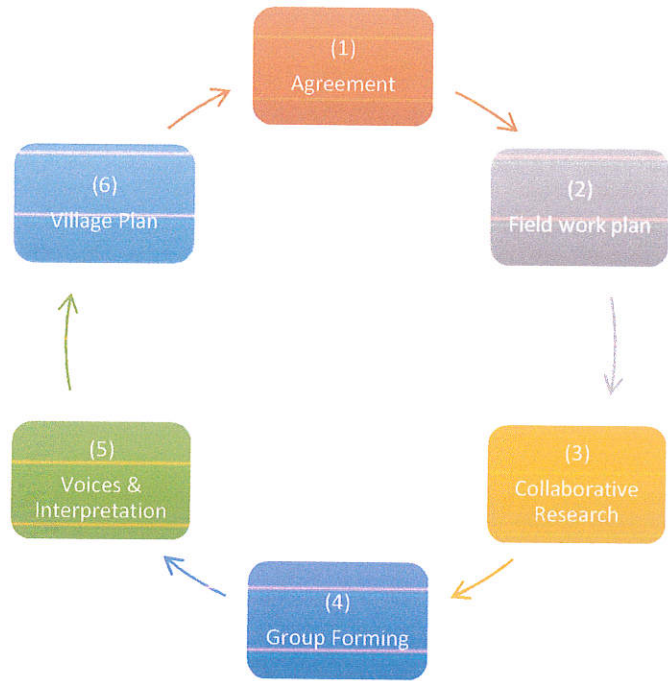 (1)
Agreement
(2)
Field work plan
(3)
Collaborative
Research
(4)
Group Forming
(5)
Voices &
Interpretation
(6)
Village Plan